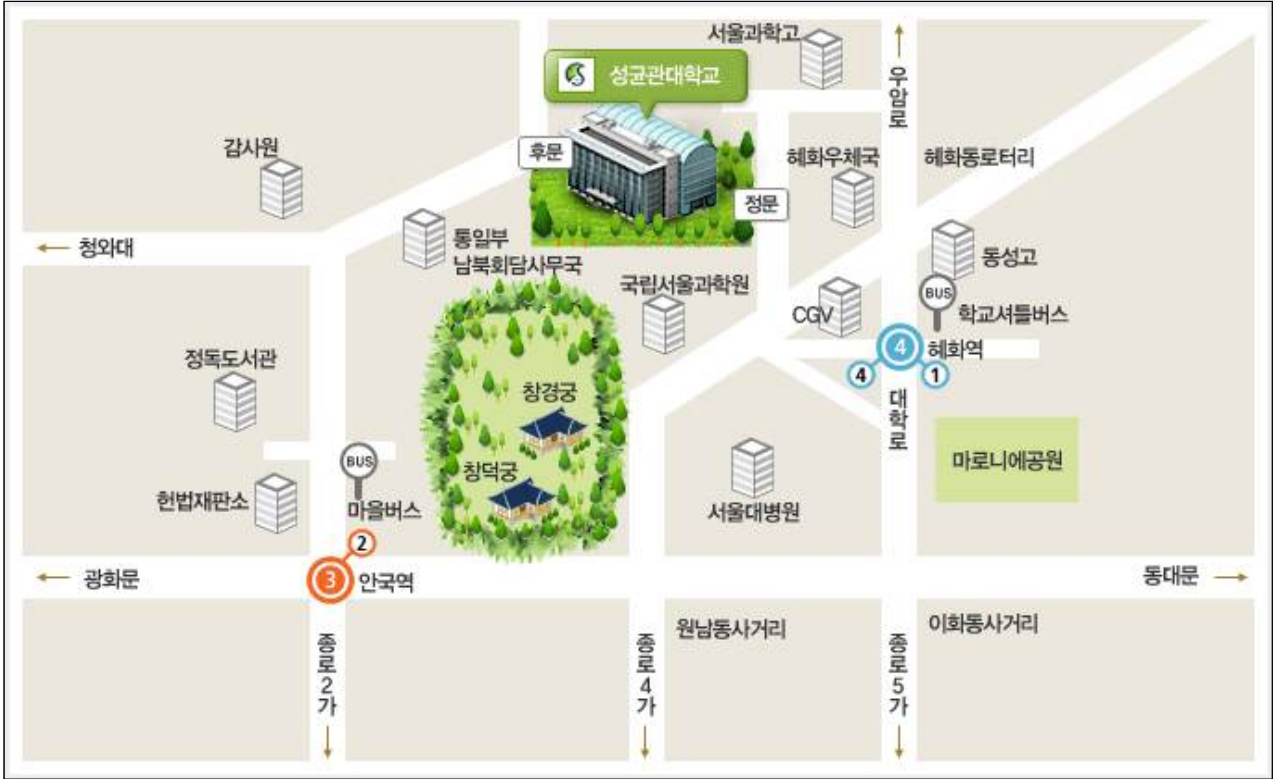 서울과학고
성균관대학교
우암로
감사원
후문
혜화우체국
혜화동로터리
정문
청와대
통일부
남북회담사무국
동성고
국립서울과학원
BUS
CGV
학교셔틀버스
4
혜화역
4
1
정독도서관
창경궁
대학로
마로니에공원
BUS
창덕궁
헌법재판소
마을버스
서울대병원
2
광화문
3
안국역
동대문
원남동사거리
이화동사거리
종로2가
종로4가
종로5가